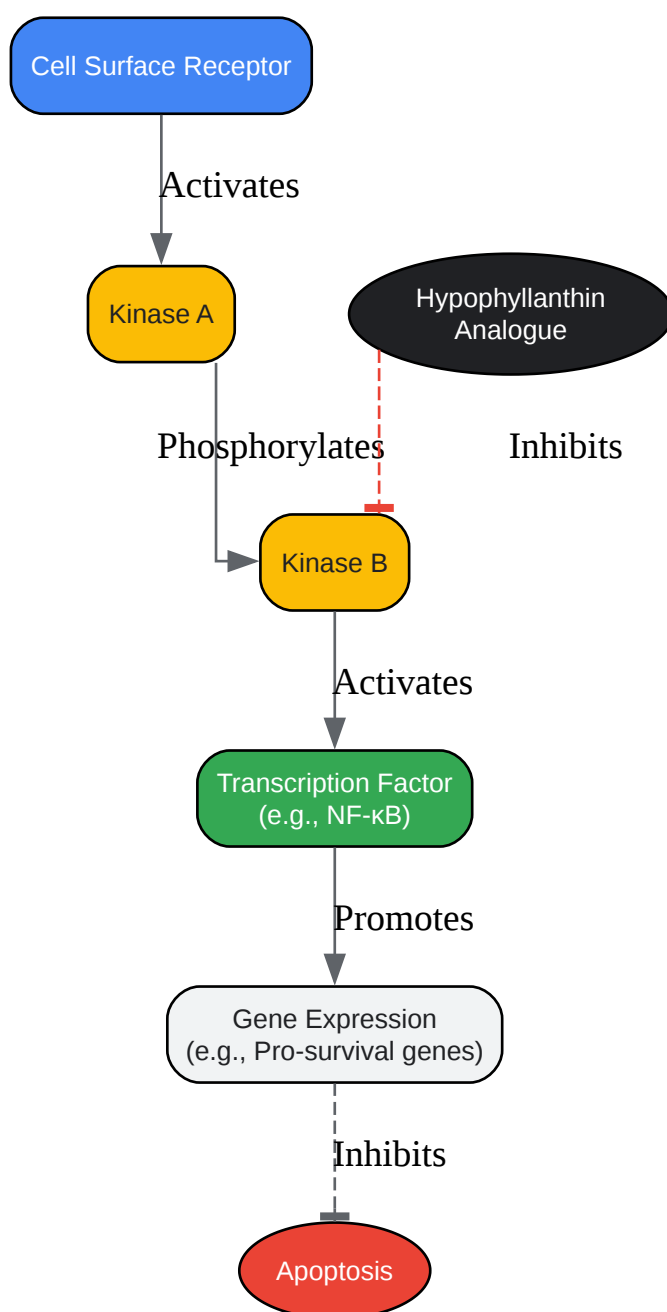 Cell Surface Receptor
Activates
Kinase A
Hypophyllanthin
Analogue
Phosphorylates
Inhibits
Kinase B
Activates
Transcription Factor
(e.g., NF-κB)
Promotes
Gene Expression
(e.g., Pro-survival genes)
Inhibits
Apoptosis